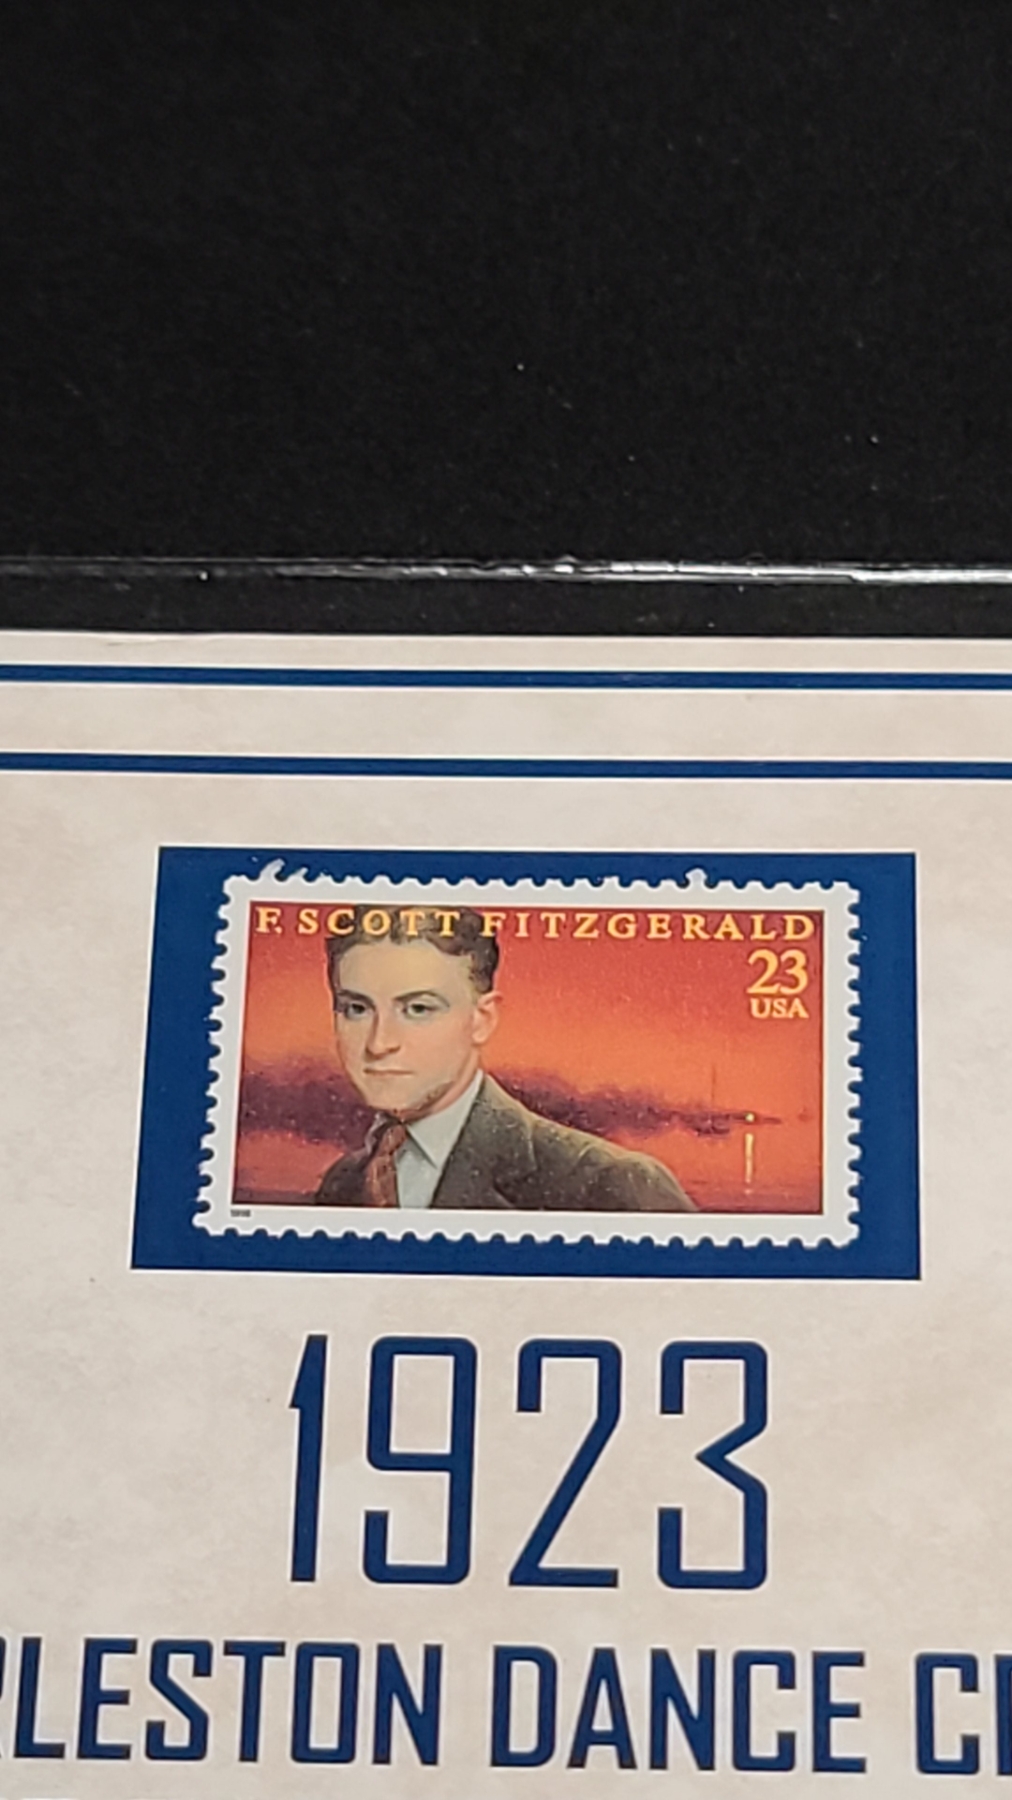 F. SCOTT FITZGERALD
23
USA
1923
RLESTON DANCE C